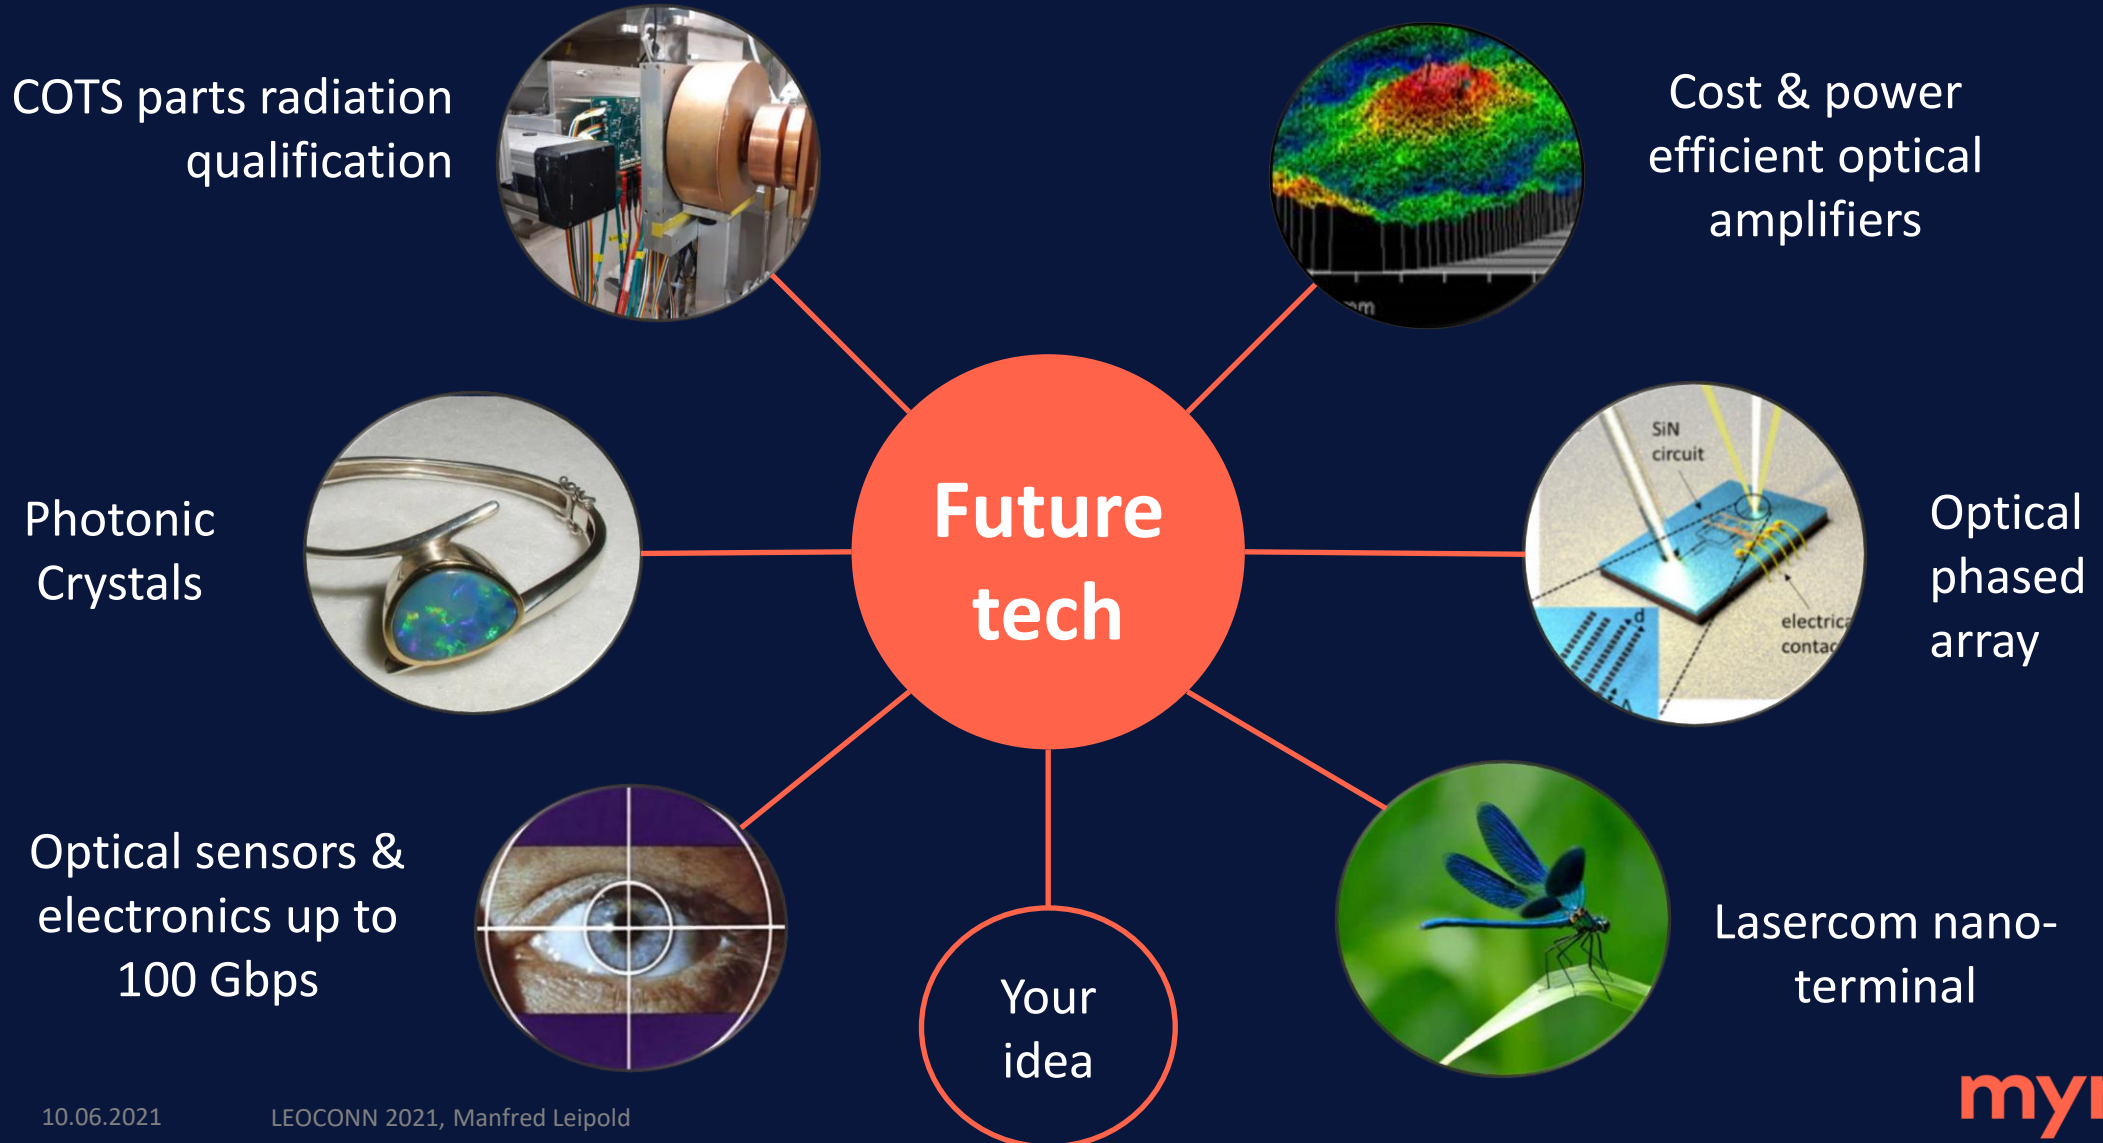 COTS parts radiation
qualification
Cost & power
efficient optical
amplifiers
Future
tech
Photonic
Crystals
SiN
circuit
d
Optical
phased
array
Optical sensors &
electronics up to
100 Gbps
Your
idea
Lasercom nano-
terminal
10.06.2021
LEOCONN 2021, Manfred Leipold